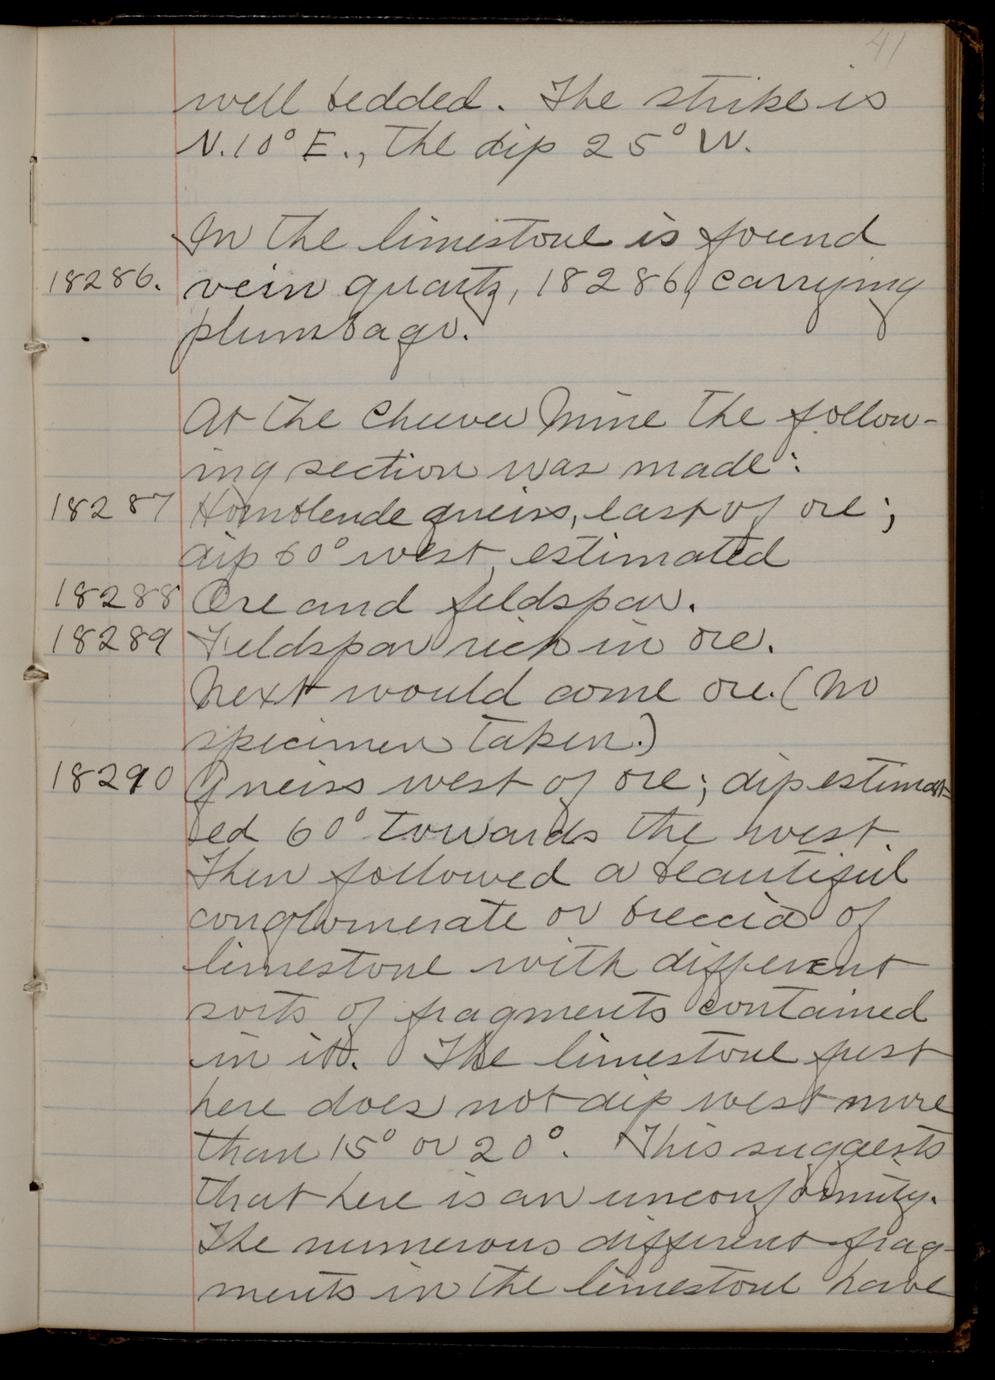 41
well bedded. The strike is
N. 10° E., the dip 25° W.
In the limestone is found
18286. vein quartz, 18286, carrying
plumbago.
At the Cheever Mine the follow-
ing section was made:
18287 Hornblende gneiss, east of ore;
dip 60° west, estimated
18288 Ore and feldspar.
18289 Feldspar rich in ore.
Next would come ore. (No
specimen taken.)
18290 Gneiss west of ore; dip estimat-
ed 60° towards the west.
Then followed a beautiful
conglomerate or breccia of
limestone with different
sorts of fragments contained
in it. The limestone just
here does not dip west more
than 15° or 20°. This suggests
that here is an unconformity.
The numerous different frag-
ments in the limestone have